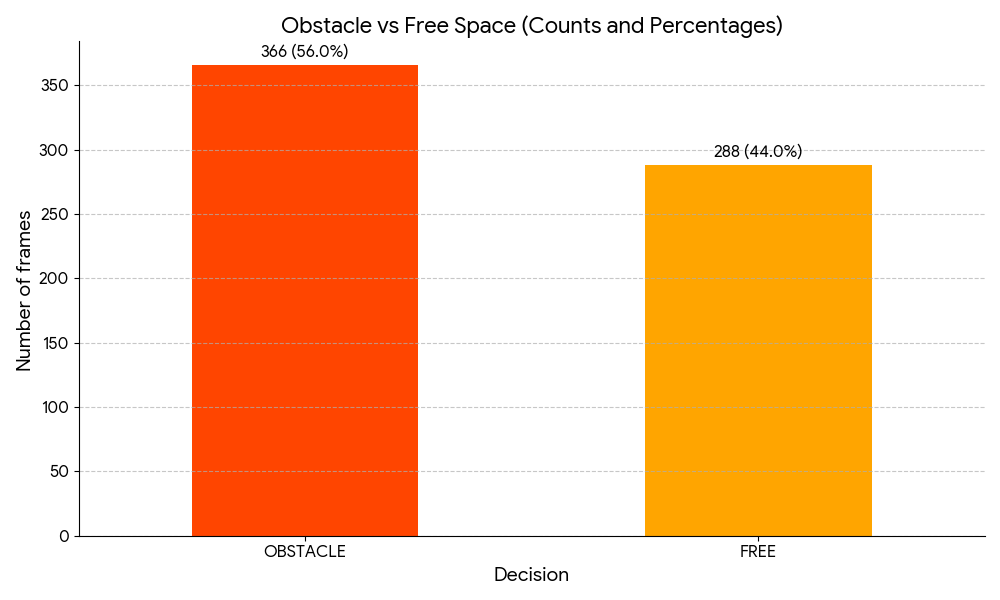 Obstacle vs Free Space (Counts and Percentages)
366 (56.0%)
288 (44.0%)
Number of frames
350
300
250
200
150
100
50
0
OBSTACLE
FREE
Decision